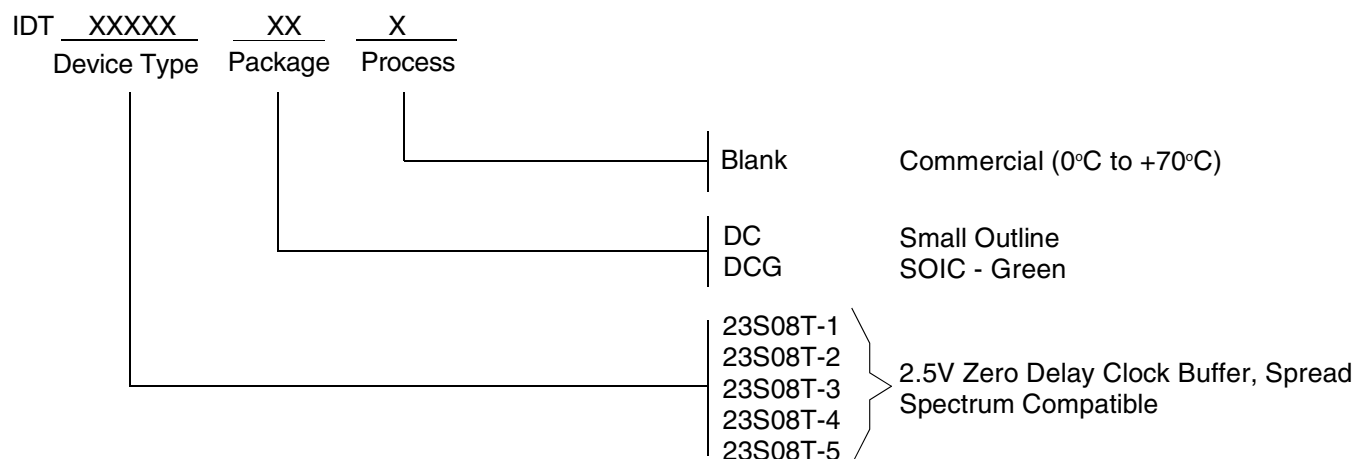 IDT XXXXX XX X
Device Type Package Process
Blank Commercial (0°C to +70°C)
DC Small Outline
DCG SOIC - Green
23S08T-1
23S08T-2
23S08T-3
23S08T-4
23S08T-5
2.5V Zero Delay Clock Buffer, Spread
Spectrum Compatible